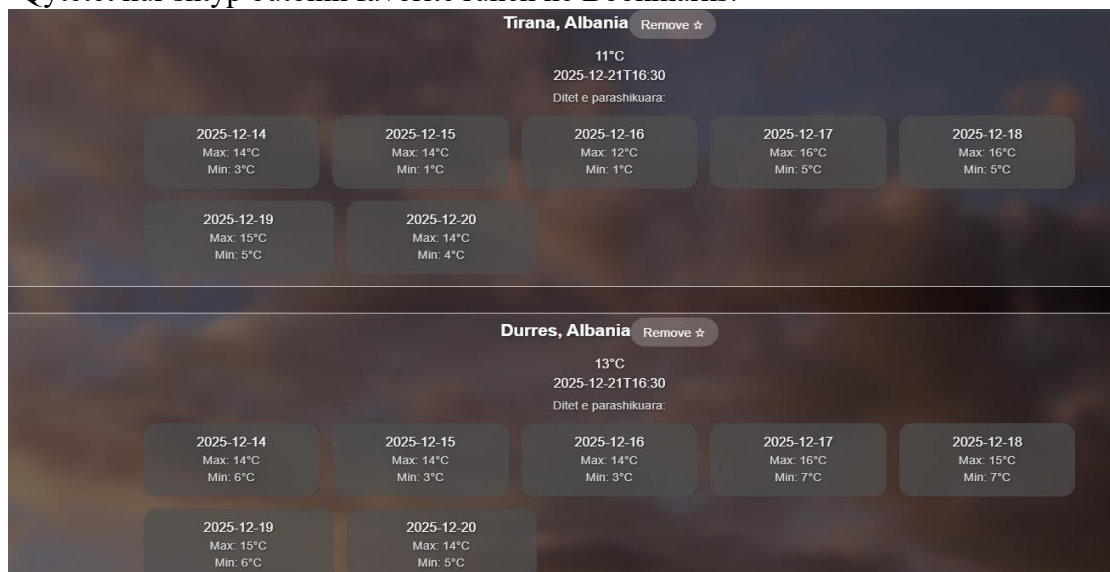 Tirana, Albania Remove ☆
11°C
2025-12-21T16:30
Ditet e parashikuara:
2025-12-14 2025-12-15 2025-12-16 2025-12-17 2025-12-18
Max: 14°C Max: 14°C Max: 12°C Max: 16°C Max: 16°C
Min: 3°C Min: 1°C Min: 1°C Min: 5°C Min: 5°C
2025-12-19 2025-12-20
Max: 15°C Max: 14°C
Min: 5°C Min: 4°C
Durres, Albania Remove ☆
13°C
2025-12-21T16:30
Ditet e parashikuara:
2025-12-14 2025-12-15 2025-12-16 2025-12-17 2025-12-18
Max: 14°C Max: 14°C Max: 14°C Max: 16°C Max: 15°C
Min: 6°C Min: 3°C Min: 3°C Min: 7°C Min: 7°C
2025-12-19 2025-12-20
Max: 15°C Max: 14°C
Min: 6°C Min: 5°C